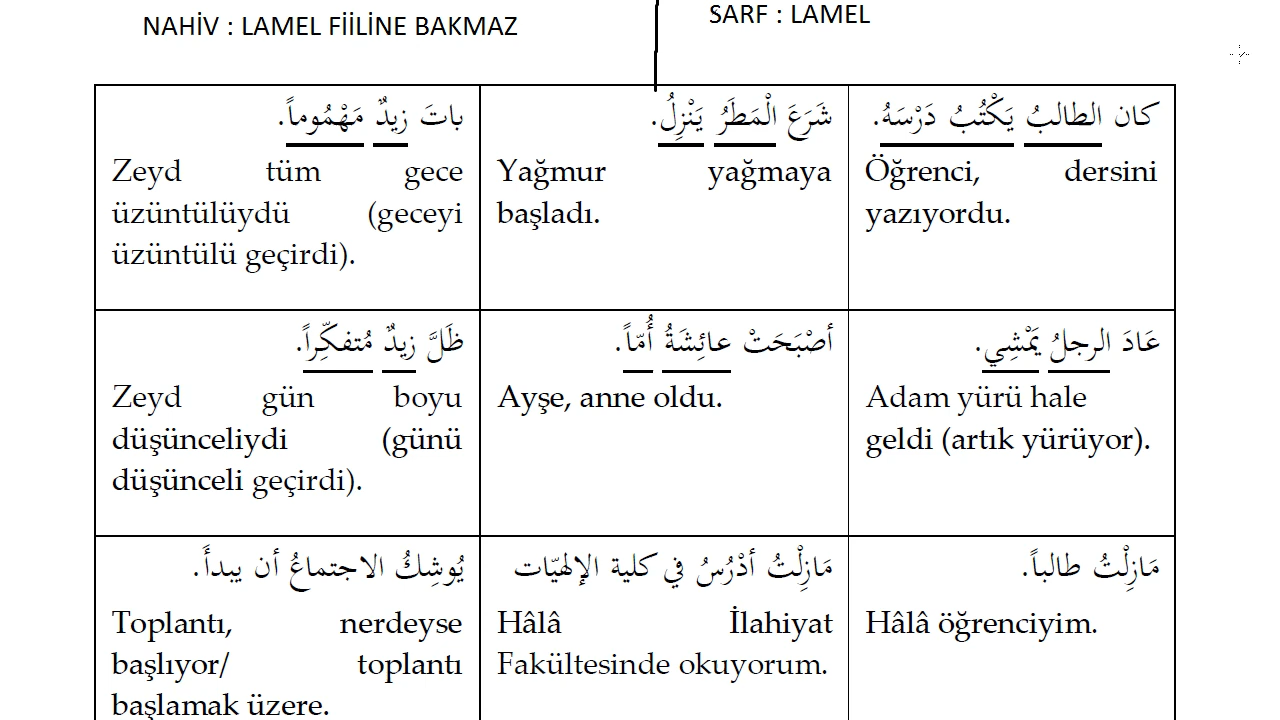 NAHİV : LAMEL FİİLİNE BAKMAZ
SARF : LAMEL
كان الطالبُ يَكْتُبُ دَرْسَهُ.
Öğrenci, dersini
yazıyordu.
شَرَعَ الْمَطَرُ يَنْزِلُ.
Yağmur yağmaya
başladı.
باتَ زيدٌ مَهْمُوماً.
Zeyd tüm gece
üzüntülüydü (geceyi
üzüntülü geçirdi).
عَادَ الرجلُ يَمْشِي.
Adam yürü hale
geldi (artık yürüyor).
أصْبَحَتْ عائِشَةُ أُمّاً.
Ayşe, anne oldu.
ظَلَّ زيدٌ مُتفكِّراً.
Zeyd gün boyu
düşünceliydi (günü
düşünceli geçirdi).
مَازِلْتُ طالباً.
Hâlâ öğrenciyim.
مَازِلْتُ أدْرُسُ في كلية الإلهيّات
Hâlâ İlahiyat
Fakültesinde okuyorum.
يُوشِكُ الاجتماعُ أن يبدأَ.
Toplantı, nerdeyse
başlıyor/ toplantı
başlamak üzere.